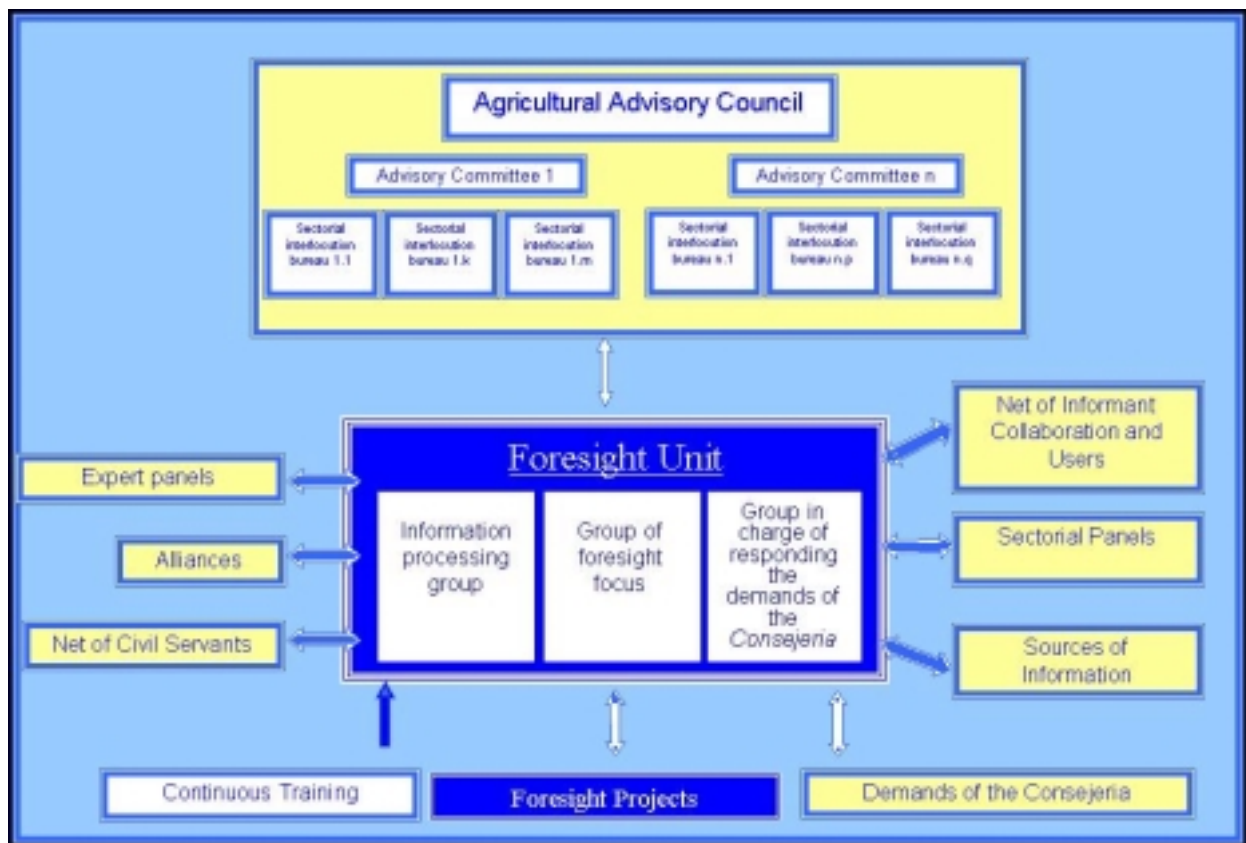 Agricultural Advisory Council
Advisory Committee 1
Advisory Committee n
Sectorial
interlocution
bureau 1.1
Sectorial
interlocution
bureau 1.k
Sectorial
interlocution
bureau 1.m
Sectorial
interlocution
bureau n.1
Sectorial
interlocution
bureau n.p
Sectorial
interlocution
bureau n.q
Foresight Unit
Information
processing
group
Group of
foresight
focus
Group in
charge of
responding
the
demands of
the
Consejeria
Expert panels
Alliances
Net of Civil Servants
Net of Informant
Collaboration and
Users
Sectorial Panels
Sources of
Information
Continuous Training
Foresight Projects
Demands of the Consejeria